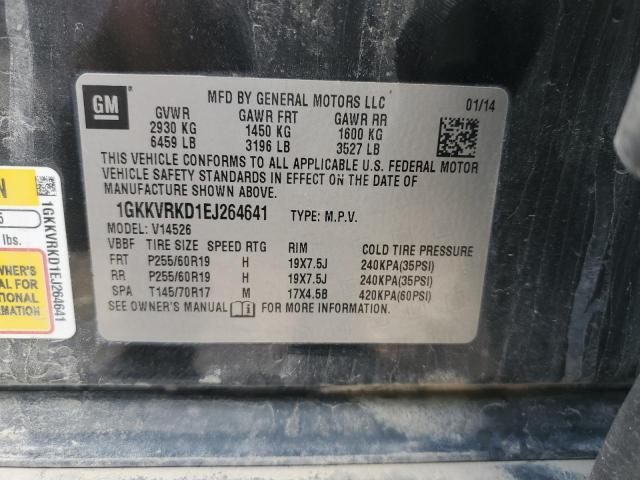 GM
MFD BY GENERAL MOTORS LLC
01/14
GVWR GAWR FRT GAWR RR
2930 KG 1450 KG 1600 KG
6459 LB 3196 LB 3527 LB
THIS VEHICLE CONFORMS TO ALL APPLICABLE U.S. FEDERAL MOTOR
VEHICLE SAFETY STANDARDS IN EFFECT ON THE DATE OF
MANUFACTURE SHOWN ABOVE.
1GKKVRKD1EJ264641 TYPE: M.P.V.
MODEL: V14526
VBBF TIRE SIZE SPEED RTG RIM COLD TIRE PRESSURE
FRT P255/60R19 H 19X7.5J 240KPA(35PSI)
RR P255/60R19 H 19X7.5J 240KPA(35PSI)
SPA T145/70R17 M 17X4.5B 420KPA(60PSI)
SEE OWNER'S MANUAL FOR MORE INFORMATION.
N
lbs.
WNER'S
L FOR
TIONAL
MATION
1GKKVRKD1EJ264641